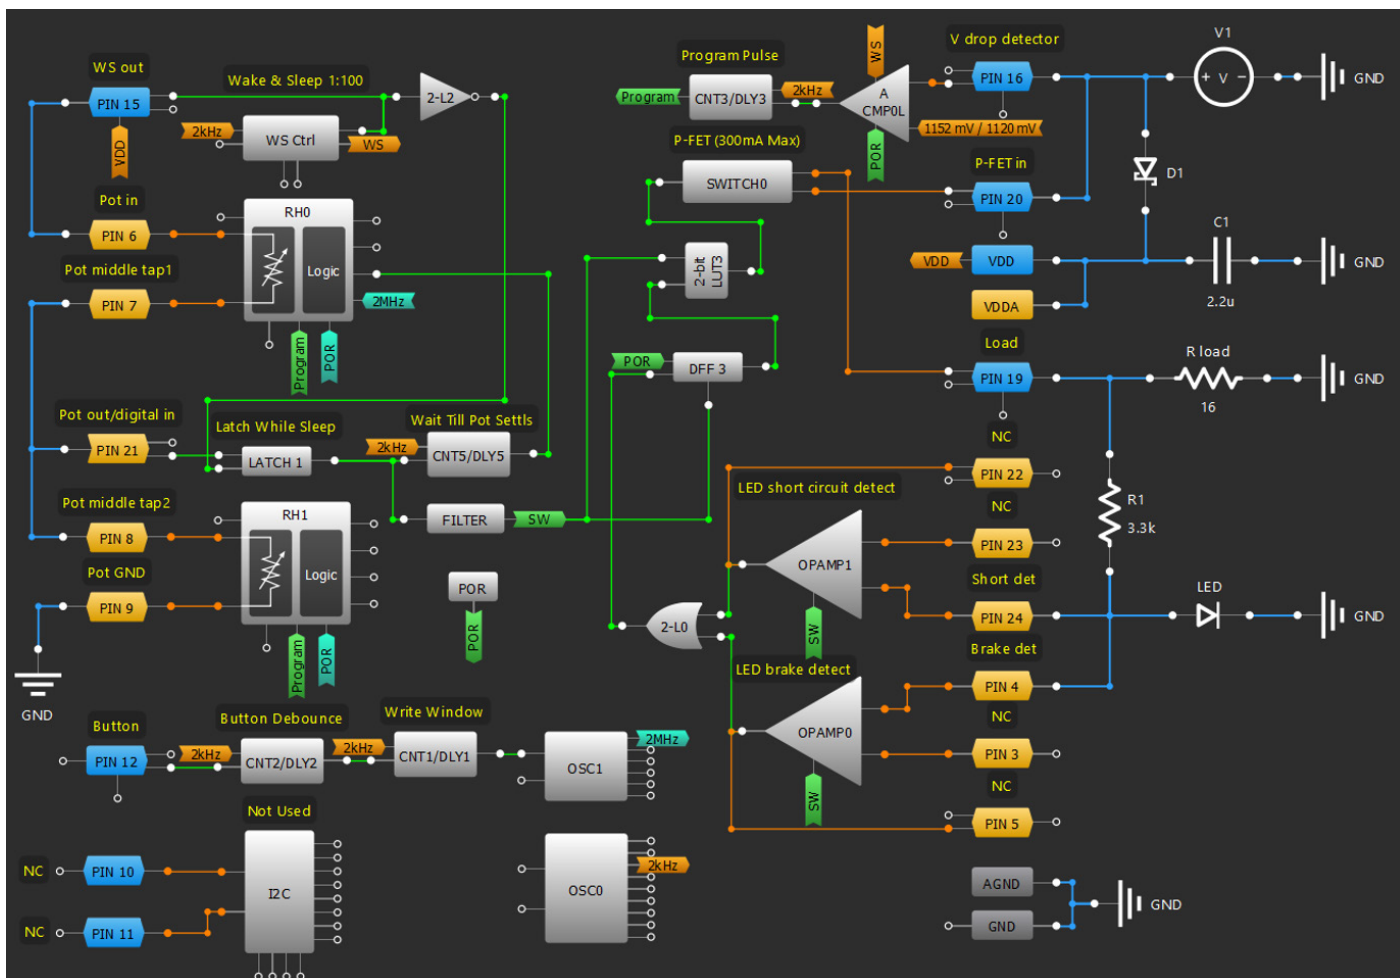 WS out
PIN 15
VDD
Wake & Sleep 1:100
2kHz
WS Ctrl
WS
2-L2
Pot in
PIN 6
RH0
Logic
2MHz
Program
POR
Pot middle tap1
PIN 7
Pot out/digital in
PIN 21
Latch While Sleep
LATCH 1
Wait Till Pot Settls
2kHz
CNT5/DLY5
FILTER
SW
Pot middle tap2
PIN 8
Pot GND
PIN 9
GND
RH1
Logic
Program
POR
POR
POR
Button
PIN 12
2kHz
Button Debounce
CNT2/DLY2
2kHz
Write Window
CNT1/DLY1
OSC1
2MHz
Not Used
I2C
NC
PIN 10
NC
PIN 11
OSC0
2kHz
Program Pulse
Program
CNT3/DLY3
2kHz
WS
A
CMP0L
POR
1152 mV / 1120 mV
P-FET (300mA Max)
SWITCH0
2-bit
LUT3
POR
DFF 3
2-L0
LED short circuit detect
OPAMP1
SW
LED brake detect
OPAMP0
SW
V drop detector
PIN 16
P-FET in
PIN 20
VDD
VDD
VDDA
Load
PIN 19
NC
PIN 22
NC
PIN 23
Short det
PIN 24
Brake det
PIN 4
NC
PIN 3
NC
PIN 5
AGND
GND
GND
V1
+ V −
GND
D1
C1
2.2u
GND
R load
16
GND
R1
3.3k
LED
GND